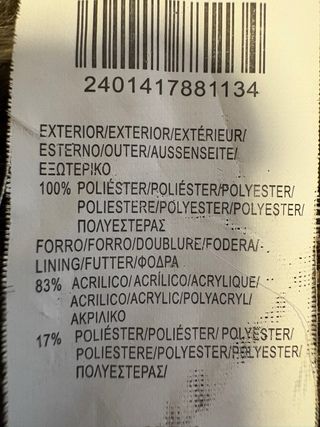 2401417881134
EXTERIOR/EXTERIOR/EXTÉRIEUR/
ESTERNO/OUTER/AUSSENSEITE/
ΕΞΩΤΕΡΙΚΟ
100% POLIÉSTER/POLIÉSTER/POLYESTER/
POLIESTERE/POLYESTER/POLYESTER/
ΠΟΛΥΕΣΤΕΡΑΣ
FORRO/FORRO/DOUBLURE/FODERA/
LINING/FUTTER/ΦΟΔΡΑ
83% ACRILICO/ACRÍLICO/ACRYLIQUE/
ACRILICO/ACRYLIC/POLYACRYL/
ΑΚΡΙΛΙΚΟ
17% POLIÉSTER/POLIÉSTER/ POLYESTER/
POLIESTERE/POLYESTER/POLYESTER/
ΠΟΛΥΕΣΤΕΡΑΣ/